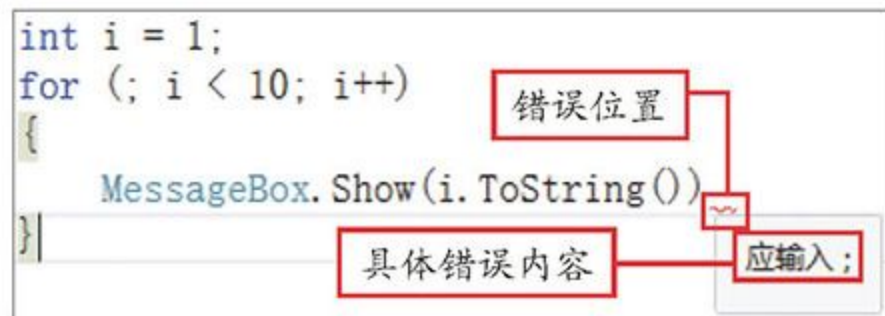 int i = 1;
for (; i < 10; i++)
错误位置
{
MessageBox.Show(i.ToString())
}
具体错误内容
应输入；